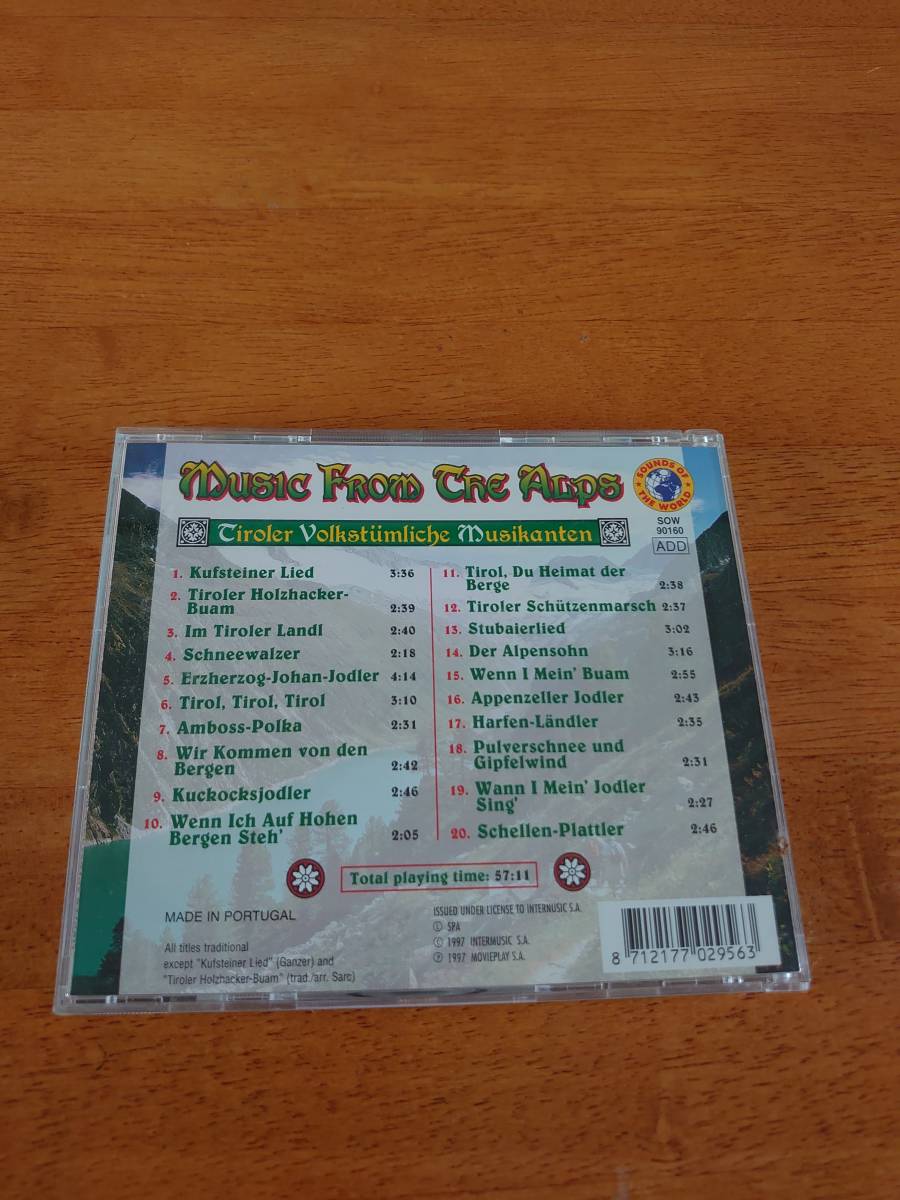 Music From The Alps
SOUNDS OF
THE WORLD
SOW
90160
ADD
Tiroler Volkstümliche Musikanten
1. Kufsteiner Lied 3:36
2. Tiroler Holzhacker-
Buam 2:39
3. Im Tiroler Landl 2:40
4. Schneewalzer 2:18
5. Erzherzog-Johan-Jodler 4:14
6. Tirol, Tirol, Tirol 3:10
7. Amboss-Polka 2:31
8. Wir Kommen von den
Bergen 2:42
9. Kuckocksjodler 2:46
10. Wenn Ich Auf Hohen
Bergen Steh' 2:05
11. Tirol, Du Heimat der
Berge 2:38
12. Tiroler Schützenmarsch 2:37
13. Stubaierlied 3:02
14. Der Alpensohn 3:16
15. Wenn I Mein' Buam 2:55
16. Appenzeller Jodler 2:43
17. Harfen-Ländler 2:35
18. Pulverschnee und
Gipfelwind 2:31
19. Wann I Mein' Jodler
Sing' 2:27
20. Schellen-Plattler 2:46
Total playing time: 57:11
MADE IN PORTUGAL
All titles traditional
except "Kufsteiner Lied" (Ganzer) and
"Tiroler Holzhacker-Buam" (trad./arr. Sarc)
ISSUED UNDER LICENSE TO INTERNUSIC S.A.
© SPA
© 1997 INTERMUSIC S.A.
℗ 1997 MOVIEPLAY S.A.
8 712177 029563